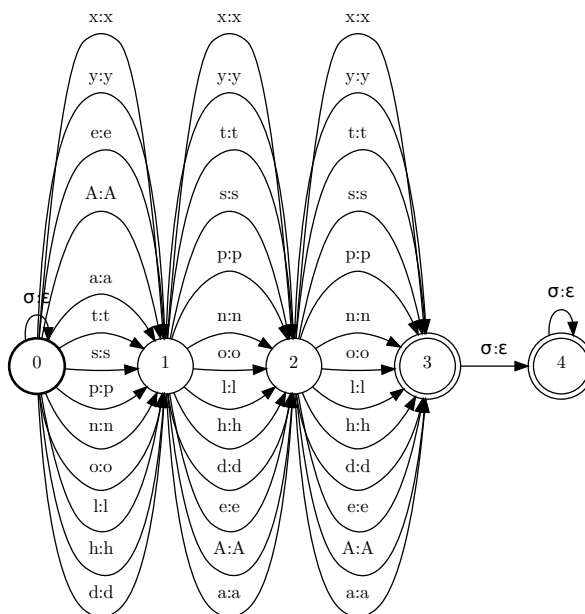 x:x x:x x:x
y:y y:y y:y
e:e t:t t:t
A:A s:s s:s
a:a p:p p:p
σ:ε σ:ε
t:t n:n n:n
s:s o:o o:o σ:ε
0 1 2 3 4
p:p l:l l:l
n:n h:h h:h
o:o d:d d:d
l:l e:e e:e
h:h A:A A:A
d:d a:a a:a